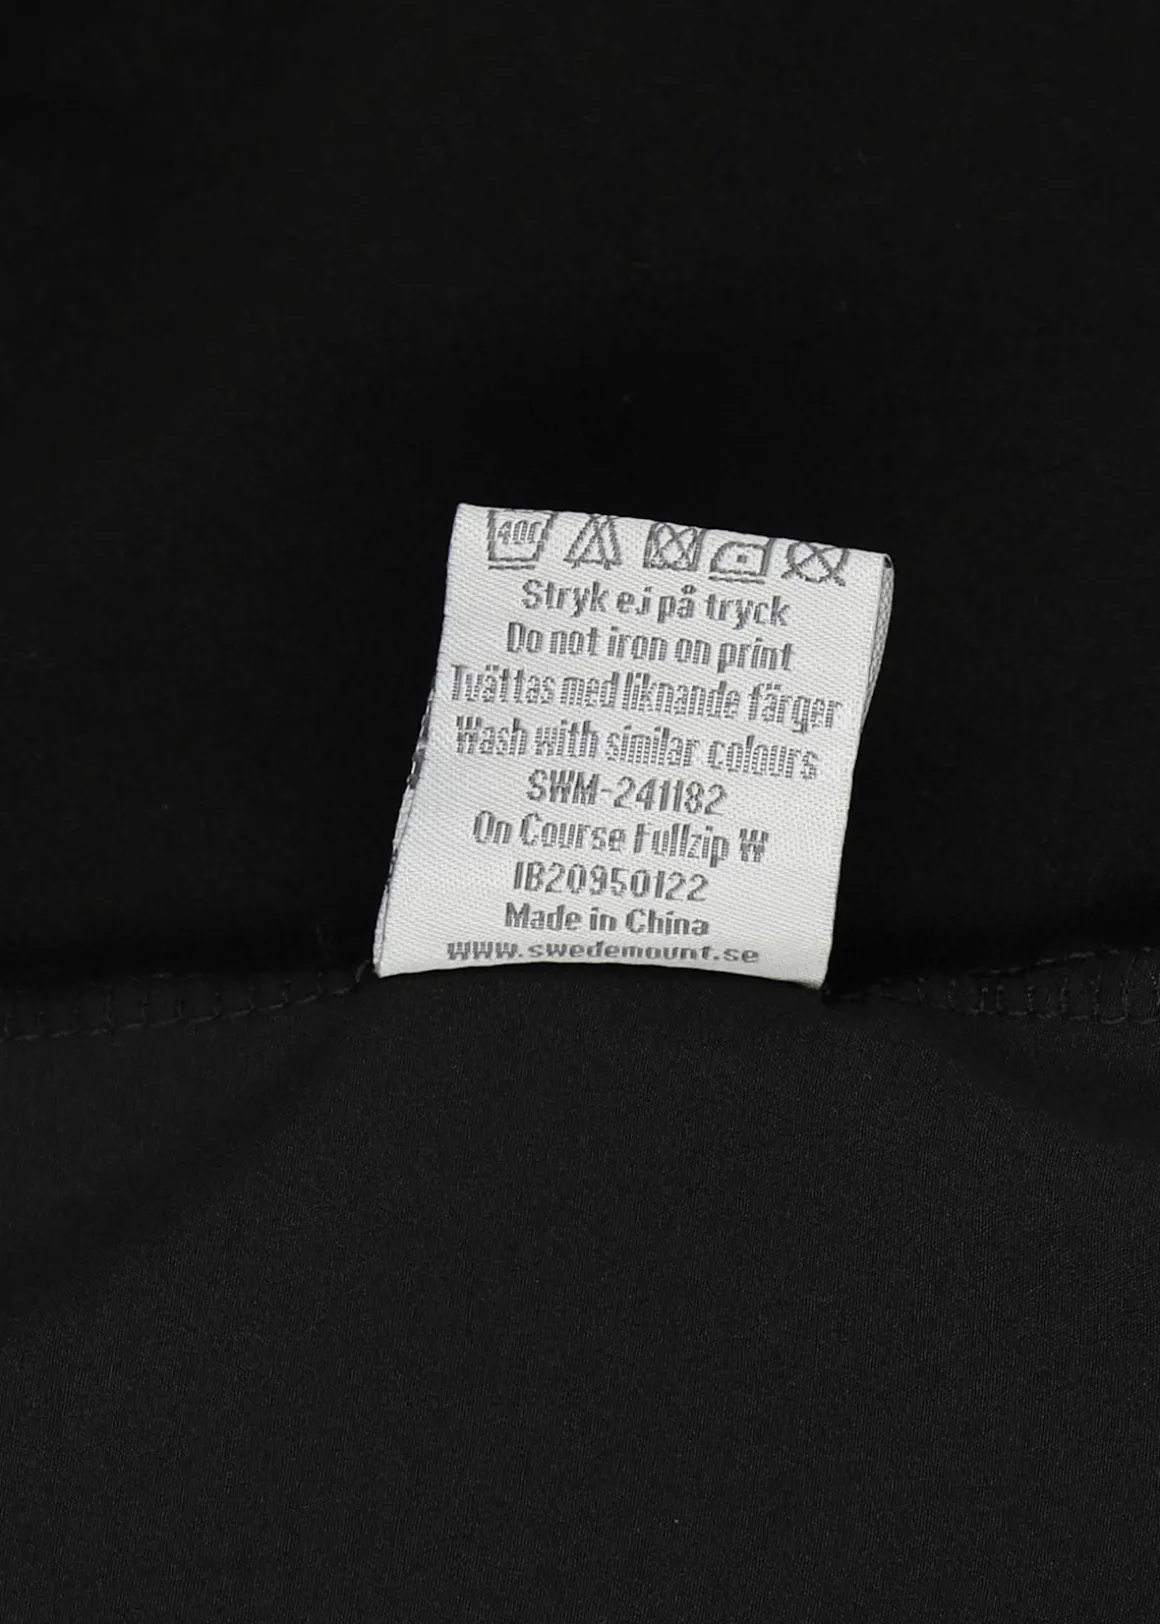 40C
Stryk ej på tryck
Do not iron on print
Tvättas med liknande färger
Wash with similar colours
SWM-241182
On Course Fullzip W
IB20950122
Made in China
www.swedemount.se